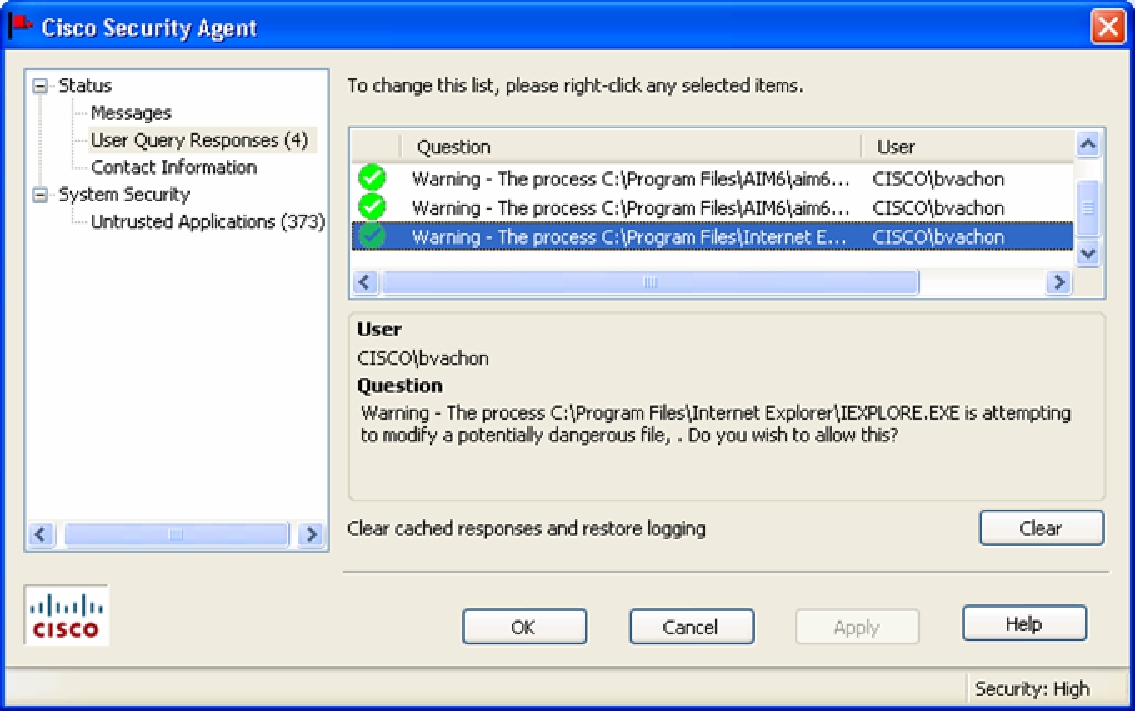 Cisco Security Agent
Status
Messages
User Query Responses (4)
Contact Information
System Security
Untrusted Applications (373)
To change this list, please right-click any selected items.
Question User
Warning - The process C:\Program Files\AIM6\aim6... CISCO\bvachon
Warning - The process C:\Program Files\AIM6\aim6... CISCO\bvachon
Warning - The process C:\Program Files\Internet E... CISCO\bvachon
User
CISCO\bvachon
Question
Warning - The process C:\Program Files\Internet Explorer\IEXPLORE.EXE is attempting
to modify a potentially dangerous file, . Do you wish to allow this?
Clear cached responses and restore logging
Clear
CISCO
OK Cancel Apply Help
Security: High